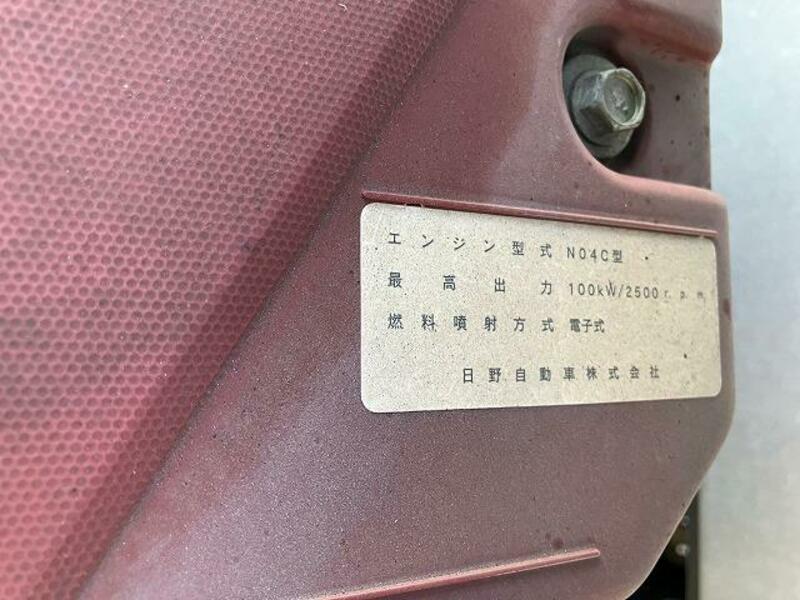 エンジン型式 N04C型
最高出力 100kW/2500r.p.m
燃料噴射方式 電子式
日野自動車株式会社